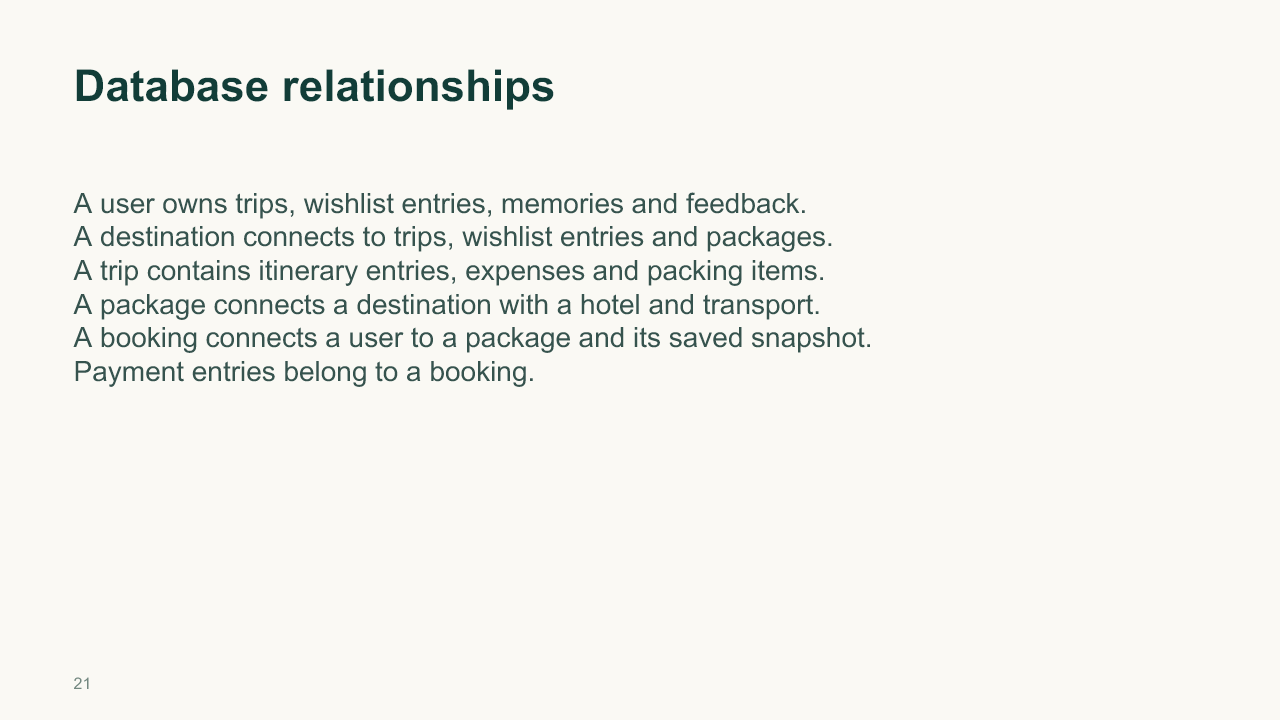 Database relationships
A user owns trips, wishlist entries, memories and feedback.
A destination connects to trips, wishlist entries and packages.
A trip contains itinerary entries, expenses and packing items.
A package connects a destination with a hotel and transport.
A booking connects a user to a package and its saved snapshot.
Payment entries belong to a booking.
21